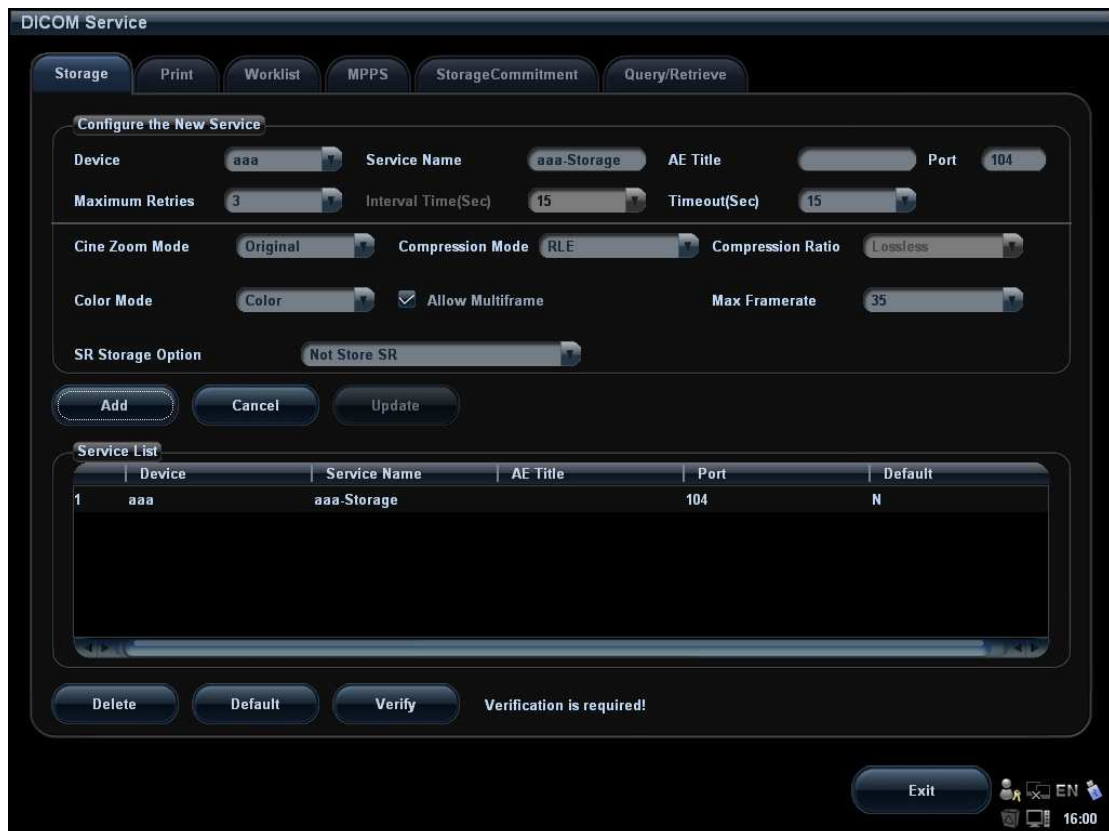 DICOM Service
Storage Print Worklist MPPS StorageCommitment Query/Retrieve
Configure the New Service
Device aaa Service Name aaa-Storage AE Title Port 104
Maximum Retries 3 Interval Time(Sec) 15 Timeout(Sec) 15
Cine Zoom Mode Original Compression Mode RLE Compression Ratio Lossless
Color Mode Color Allow Multiframe Max Framerate 35
SR Storage Option Not Store SR
Add Cancel Update
Service List
Device Service Name AE Title Port Default
1 aaa aaa-Storage 104 N
Delete Default Verify Verification is required!
Exit EN
16:00